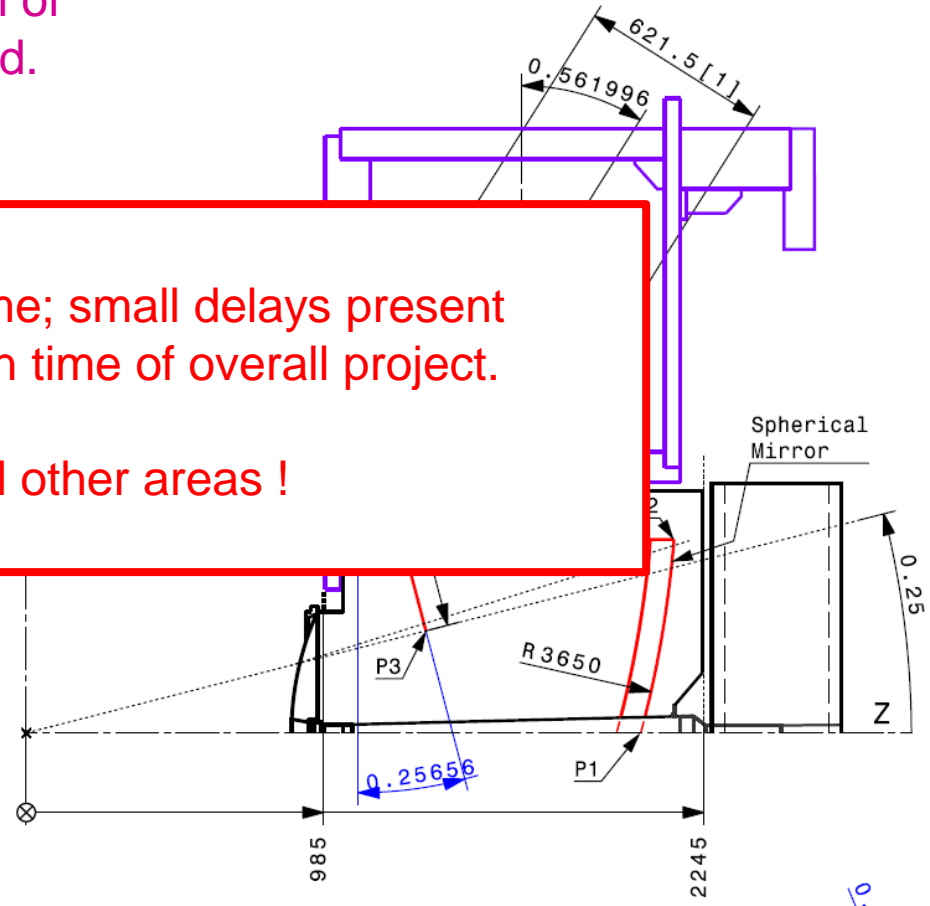 d.
621.5[1]
0.561996
small delays present
time of overall project.
other areas !
Spherical
Mirror
0.25
P3
R3650
Z
0.25656
P1
985
2245